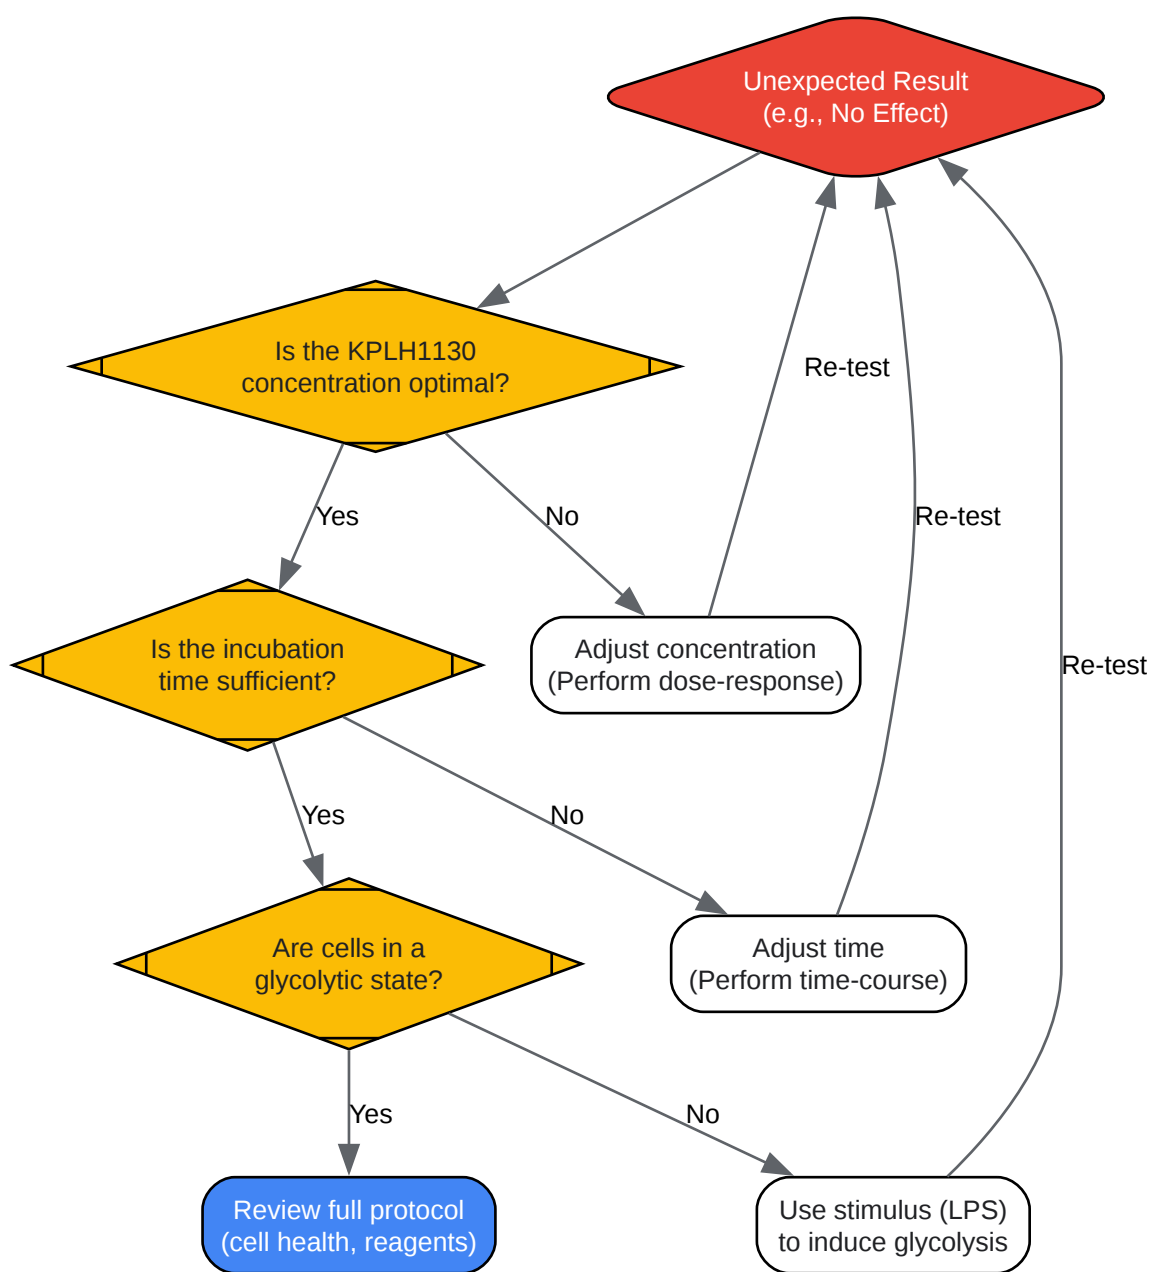 Unexpected Result
(e.g., No Effect)
Is the KPLH1130
concentration optimal?
Re-test
Yes
No
Re-test
Is the incubation
time sufficient?
Adjust concentration
(Perform dose-response)
Re-test
Yes
No
Are cells in a
glycolytic state?
Adjust time
(Perform time-course)
Yes
No
Review full protocol
(cell health, reagents)
Use stimulus (LPS)
to induce glycolysis